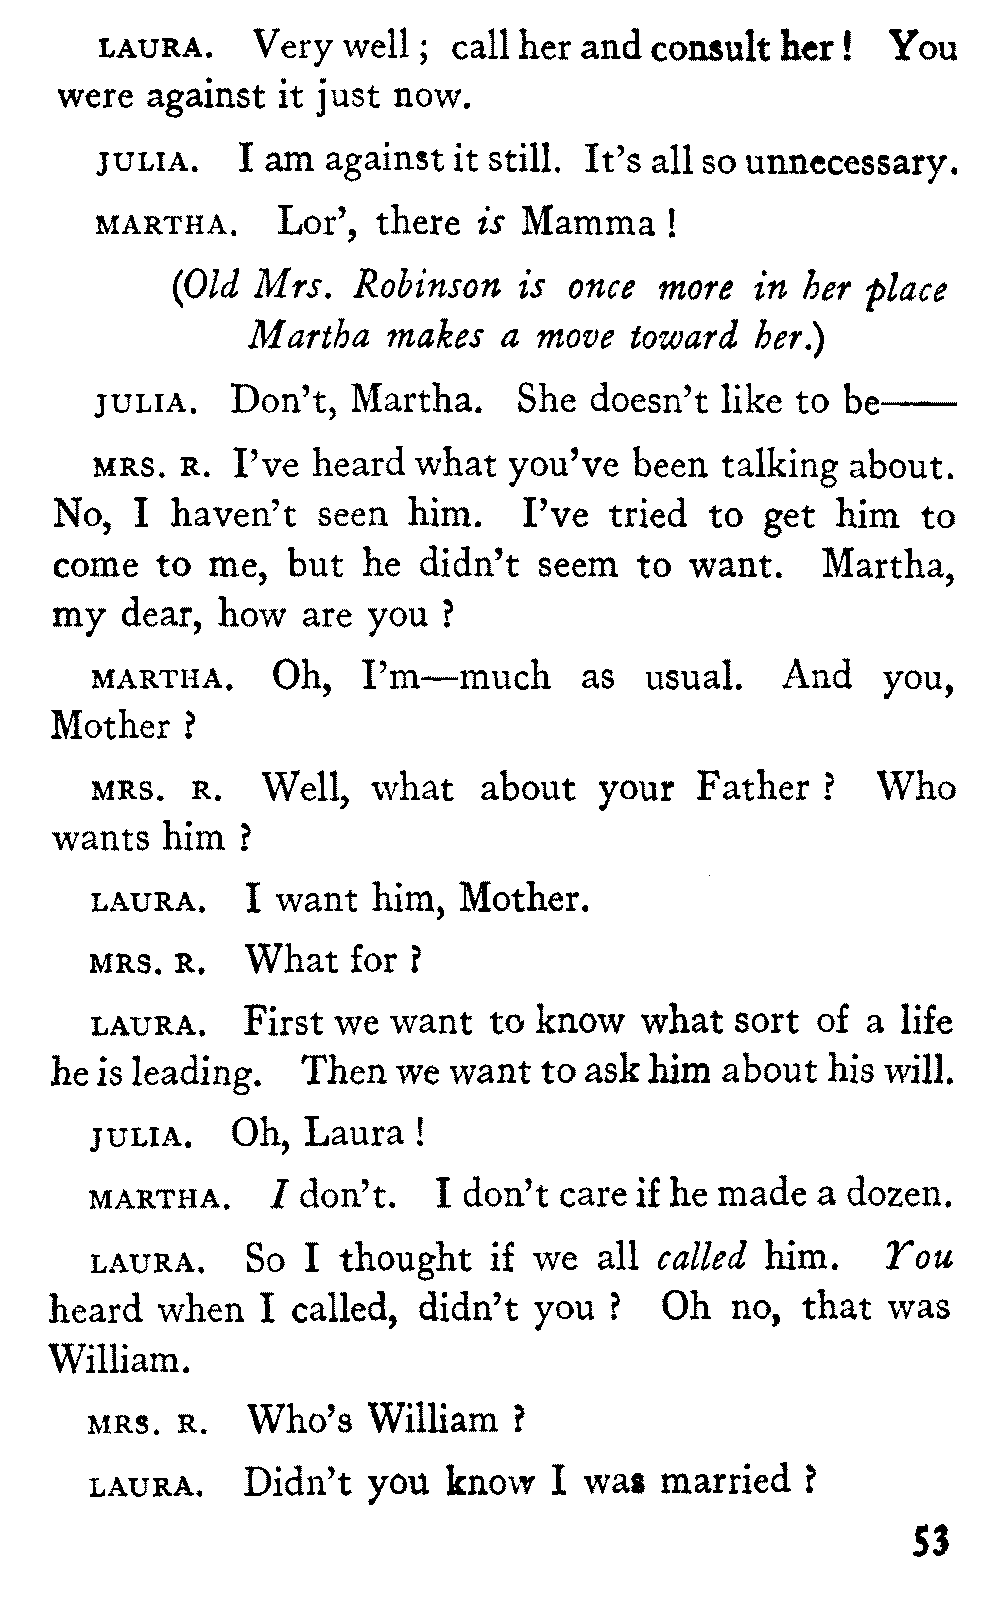 LAURA. Very well; call her and consult her! You
were against it just now.
JULIA. I am against it still. It's all so unnecessary.
MARTHA. Lor', there is Mamma!
(Old Mrs. Robinson is once more in her place
Martha makes a move toward her.)
JULIA. Don't, Martha. She doesn't like to be——
MRS. R. I've heard what you've been talking about.
No, I haven't seen him. I've tried to get him to
come to me, but he didn't seem to want. Martha,
my dear, how are you?
MARTHA. Oh, I'm—much as usual. And you,
Mother?
MRS. R. Well, what about your Father? Who
wants him?
LAURA. I want him, Mother.
MRS. R. What for?
LAURA. First we want to know what sort of a life
he is leading. Then we want to ask him about his will.
JULIA. Oh, Laura!
MARTHA. I don't. I don't care if he made a dozen.
LAURA. So I thought if we all called him. You
heard when I called, didn't you? Oh no, that was
William.
MRS. R. Who's William?
LAURA. Didn't you know I was married?
53